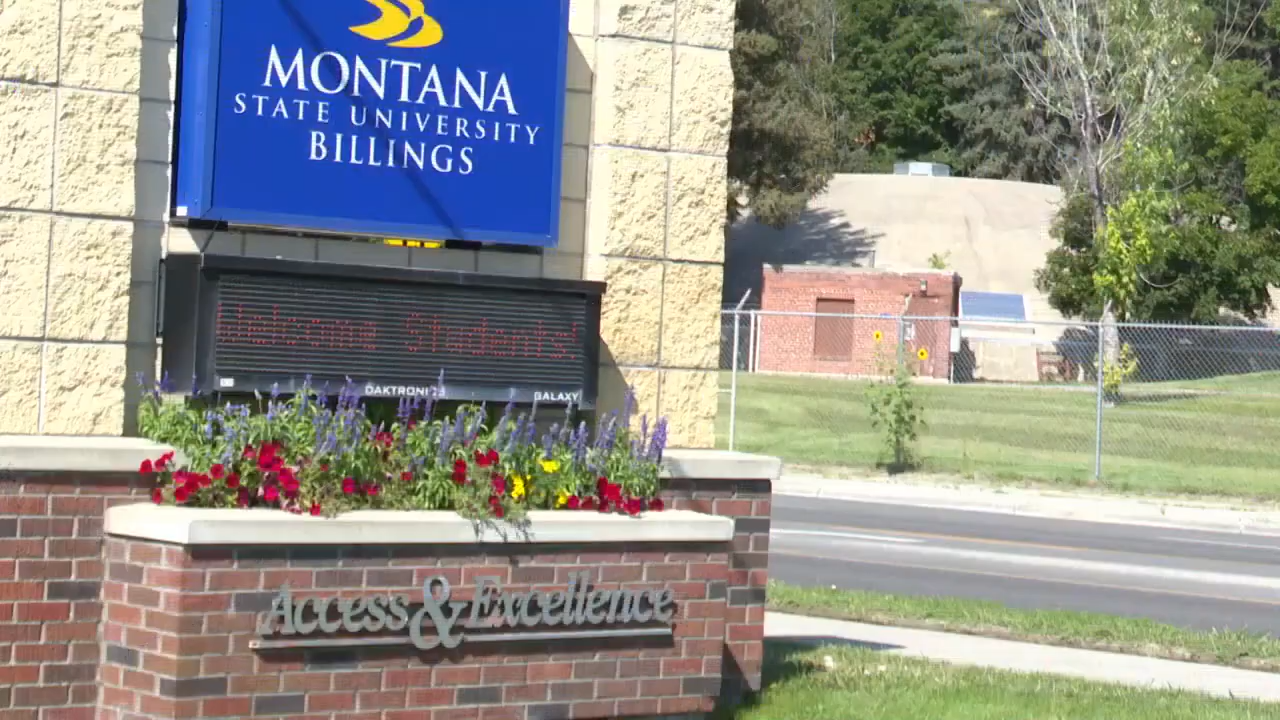 MONTANA
STATE UNIVERSITY
BILLINGS
Welcome Students!
DAKTRONICS
GALAXY
Access & Excellence